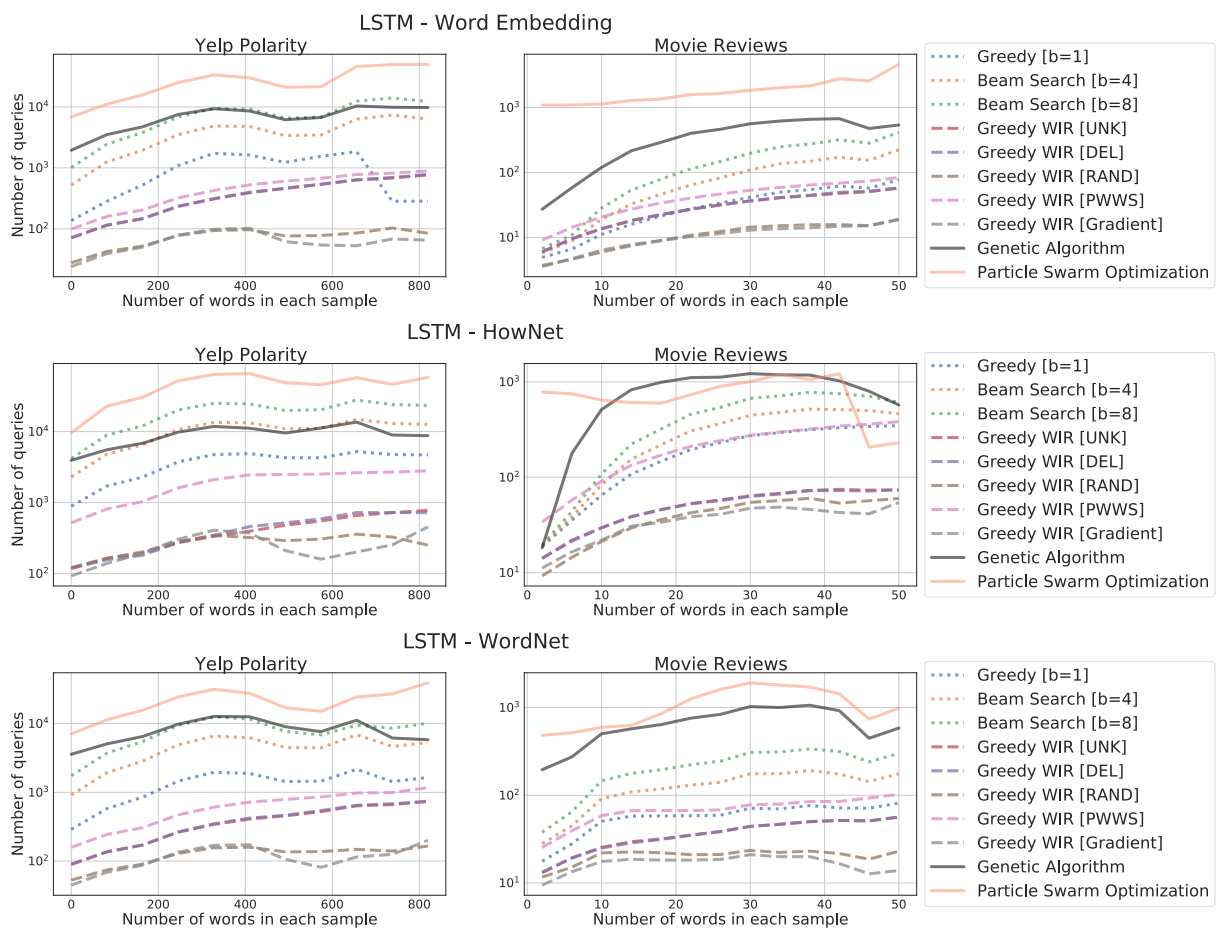 LSTM - Word Embedding
Yelp Polarity
Movie Reviews
Number of queries
10^4
10^3
10^2
0 200 400 600 800
Number of words in each sample
10^3
10^2
10^1
0 10 20 30 40 50
Number of words in each sample
Greedy [b=1]
Beam Search [b=4]
Beam Search [b=8]
Greedy WIR [UNK]
Greedy WIR [DEL]
Greedy WIR [RAND]
Greedy WIR [PWWS]
Greedy WIR [Gradient]
Genetic Algorithm
Particle Swarm Optimization
LSTM - HowNet
Yelp Polarity
Movie Reviews
Number of queries
10^4
10^3
10^2
0 200 400 600 800
Number of words in each sample
10^3
10^2
10^1
0 10 20 30 40 50
Number of words in each sample
Greedy [b=1]
Beam Search [b=4]
Beam Search [b=8]
Greedy WIR [UNK]
Greedy WIR [DEL]
Greedy WIR [RAND]
Greedy WIR [PWWS]
Greedy WIR [Gradient]
Genetic Algorithm
Particle Swarm Optimization
LSTM - WordNet
Yelp Polarity
Movie Reviews
Number of queries
10^4
10^3
10^2
0 200 400 600 800
Number of words in each sample
10^3
10^2
10^1
0 10 20 30 40 50
Number of words in each sample
Greedy [b=1]
Beam Search [b=4]
Beam Search [b=8]
Greedy WIR [UNK]
Greedy WIR [DEL]
Greedy WIR [RAND]
Greedy WIR [PWWS]
Greedy WIR [Gradient]
Genetic Algorithm
Particle Swarm Optimization